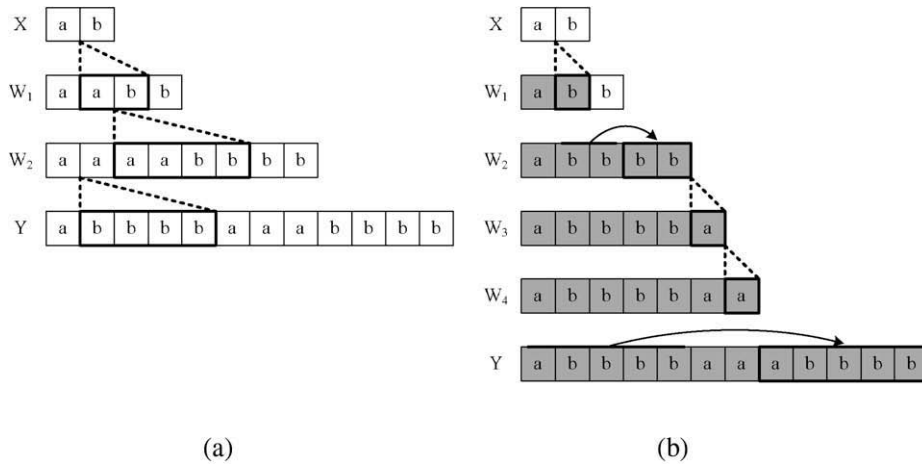 X a b
W1 a a b b
W2 a a a a b b b b
Y a b b b b a a a b b b b
(a)
X a b
W1 a b b
W2 a b b b b
W3 a b b b b a
W4 a b b b b a a
Y a b b b b a a a b b b b
(b)